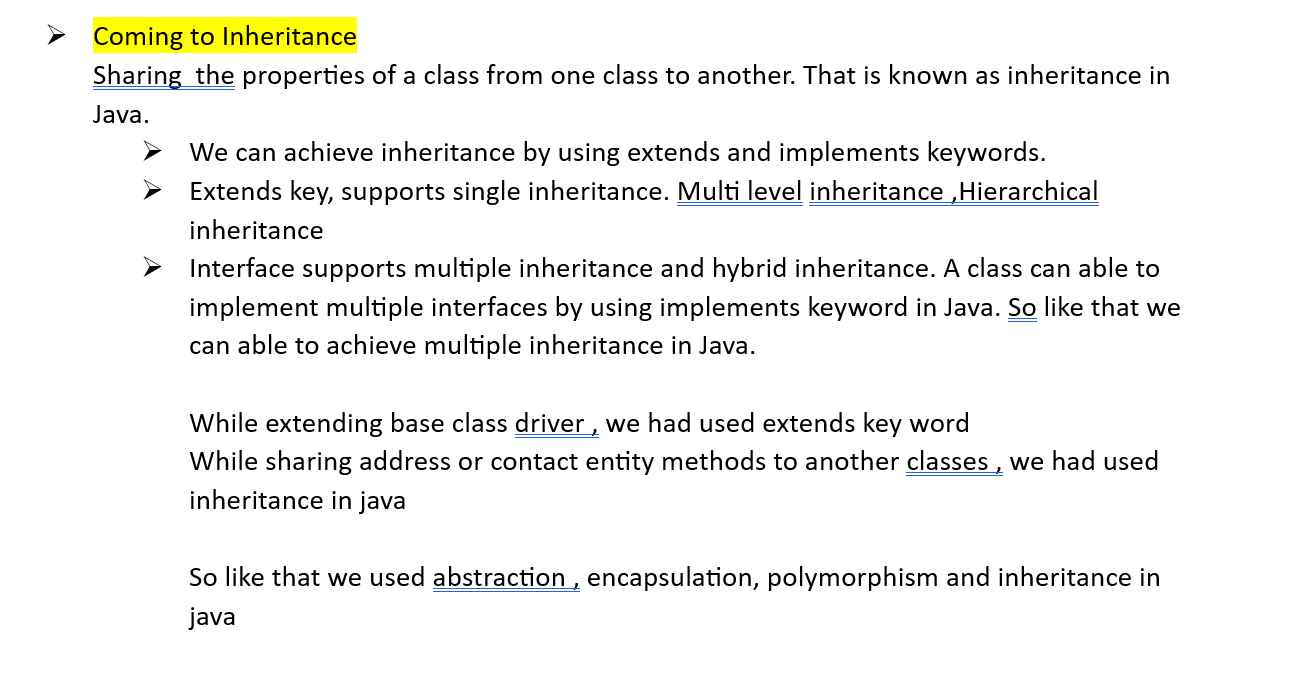 Coming to Inheritance
Sharing  the properties of a class from one class to another. That is known as inheritance in
Java.
We can achieve inheritance by using extends and implements keywords.
Extends key, supports single inheritance. Multi level inheritance ,Hierarchical
inheritance
Interface supports multiple inheritance and hybrid inheritance. A class can able to
implement multiple interfaces by using implements keyword in Java. So like that we
can able to achieve multiple inheritance in Java.
While extending base class driver , we had used extends key word
While sharing address or contact entity methods to another classes , we had used
inheritance in java
So like that we used abstraction , encapsulation, polymorphism and inheritance in
java